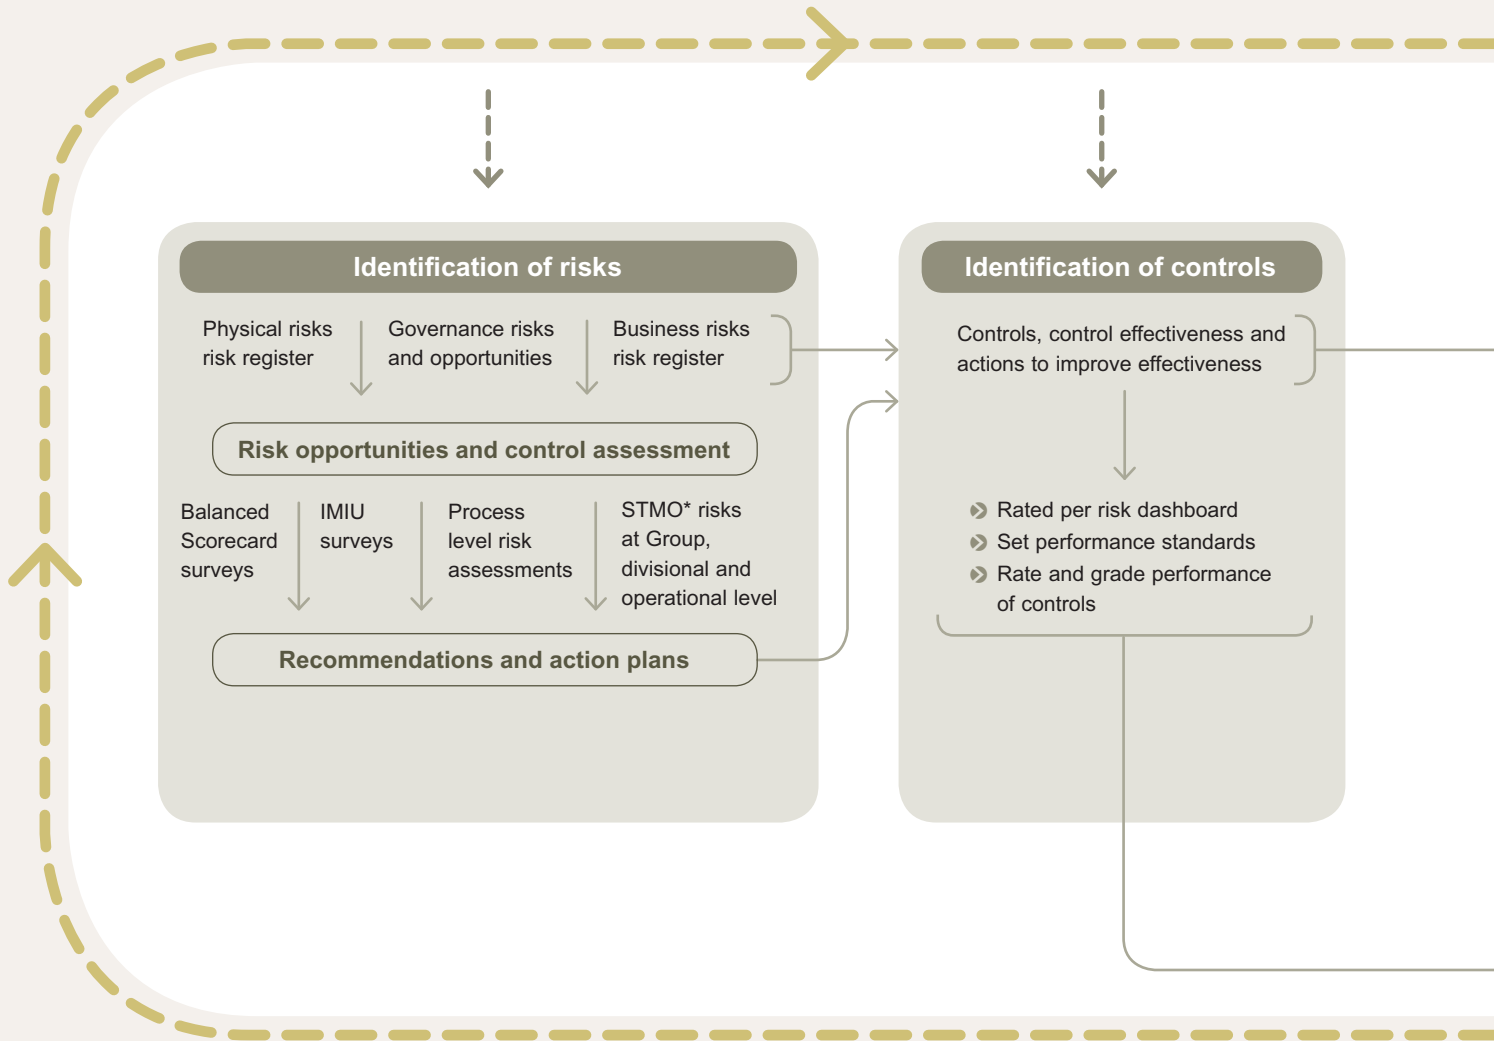 Identification of risks
Physical risks
risk register
Governance risks
and opportunities
Business risks
risk register
Risk opportunities and control assessment
Balanced
Scorecard
surveys
IMIU
surveys
Process
level risk
assessments
STMO* risks
at Group,
divisional and
operational level
Recommendations and action plans
Identification of controls
Controls, control effectiveness and
actions to improve effectiveness
Rated per risk dashboard
Set performance standards
Rate and grade performance
of controls